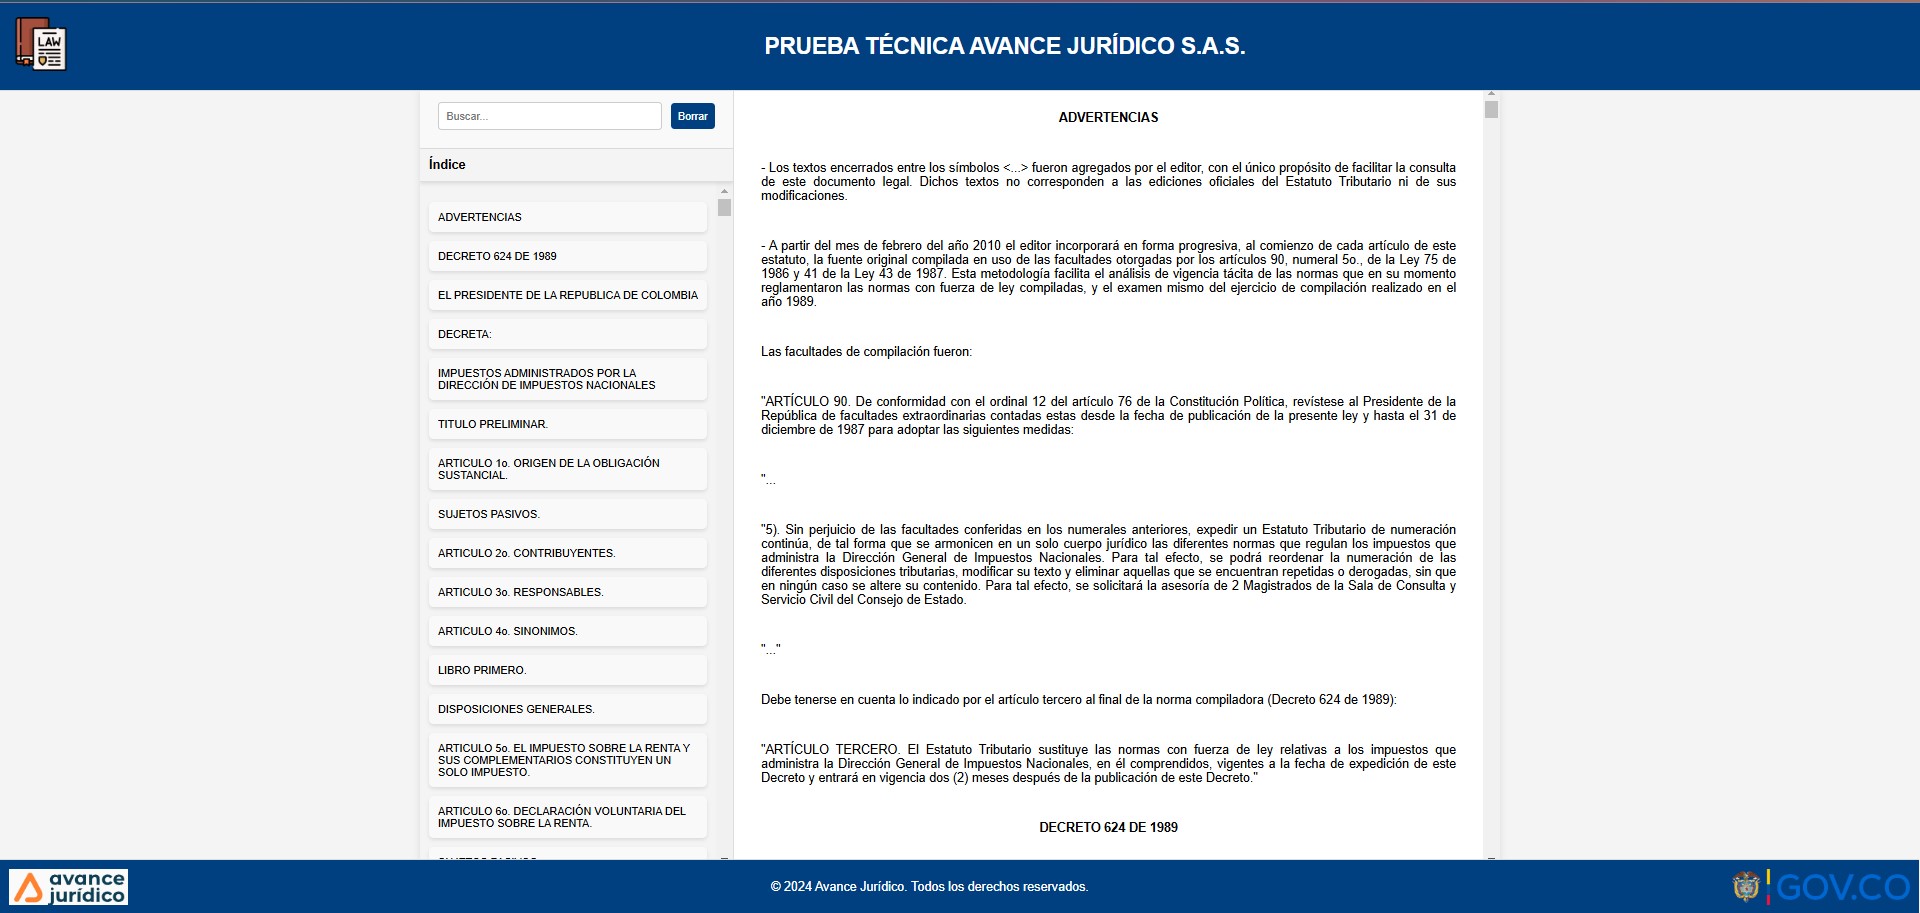 LAW
PRUEBA TÉCNICA AVANCE JURÍDICO S.A.S.
Buscar...
Borrar
Índice
ADVERTENCIAS
DECRETO 624 DE 1989
EL PRESIDENTE DE LA REPUBLICA DE COLOMBIA
DECRETA:
IMPUESTOS ADMINISTRADOS POR LA
DIRECCIÓN DE IMPUESTOS NACIONALES
TITULO PRELIMINAR.
ARTICULO 1o. ORIGEN DE LA OBLIGACIÓN
SUSTANCIAL.
SUJETOS PASIVOS.
ARTICULO 2o. CONTRIBUYENTES.
ARTICULO 3o. RESPONSABLES.
ARTICULO 4o. SINONIMOS.
LIBRO PRIMERO.
DISPOSICIONES GENERALES.
ARTICULO 5o. EL IMPUESTO SOBRE LA RENTA Y
SUS COMPLEMENTARIOS CONSTITUYEN UN
SOLO IMPUESTO.
ARTICULO 6o. DECLARACIÓN VOLUNTARIA DEL
IMPUESTO SOBRE LA RENTA.
ADVERTENCIAS
- Los textos encerrados entre los símbolos <...> fueron agregados por el editor, con el único propósito de facilitar la consulta
de este documento legal. Dichos textos no corresponden a las ediciones oficiales del Estatuto Tributario ni de sus
modificaciones.
- A partir del mes de febrero del año 2010 el editor incorporará en forma progresiva, al comienzo de cada artículo de este
estatuto, la fuente original compilada en uso de las facultades otorgadas por los artículos 90, numeral 5o., de la Ley 75 de
1986 y 41 de la Ley 43 de 1987. Esta metodología facilita el análisis de vigencia tácita de las normas que en su momento
reglamentaron las normas con fuerza de ley compiladas, y el examen mismo del ejercicio de compilación realizado en el
año 1989.
Las facultades de compilación fueron:
"ARTÍCULO 90. De conformidad con el ordinal 12 del artículo 76 de la Constitución Política, revístese al Presidente de la
República de facultades extraordinarias contadas estas desde la fecha de publicación de la presente ley y hasta el 31 de
diciembre de 1987 para adoptar las siguientes medidas:
"...
"5). Sin perjuicio de las facultades conferidas en los numerales anteriores, expedir un Estatuto Tributario de numeración
continúa, de tal forma que se armonicen en un solo cuerpo jurídico las diferentes normas que regulan los impuestos que
administra la Dirección General de Impuestos Nacionales. Para tal efecto, se podrá reordenar la numeración de las
diferentes disposiciones tributarias, modificar su texto y eliminar aquellas que se encuentran repetidas o derogadas, sin que
en ningún caso se altere su contenido. Para tal efecto, se solicitará la asesoría de 2 Magistrados de la Sala de Consulta y
Servicio Civil del Consejo de Estado.
"..."
Debe tenerse en cuenta lo indicado por el artículo tercero al final de la norma compiladora (Decreto 624 de 1989):
"ARTÍCULO TERCERO. El Estatuto Tributario sustituye las normas con fuerza de ley relativas a los impuestos que
administra la Dirección General de Impuestos Nacionales, en él comprendidos, vigentes a la fecha de expedición de este
Decreto y entrará en vigencia dos (2) meses después de la publicación de este Decreto."
DECRETO 624 DE 1989
avance
jurídico
© 2024 Avance Jurídico. Todos los derechos reservados.
GOV.CO